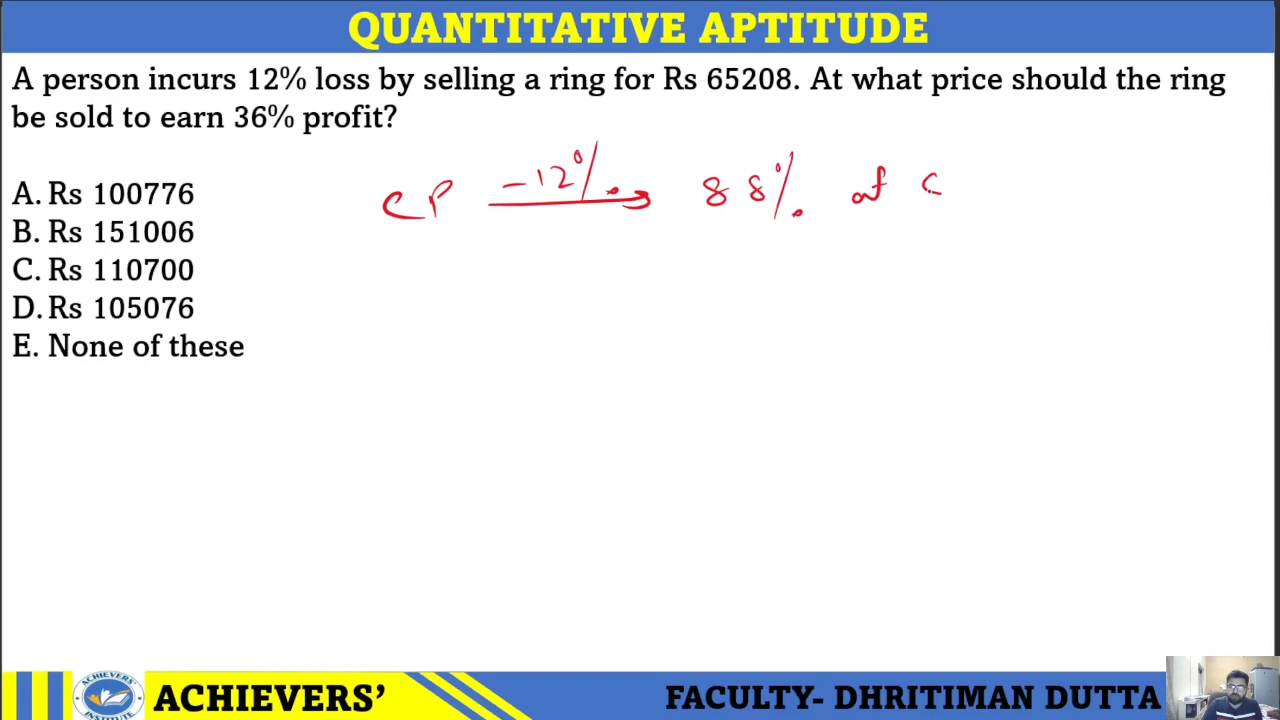 QUANTITATIVE APTITUDE
A person incurs 12% loss by selling a ring for Rs 65208. At what price should the ring
be sold to earn 36% profit?
CP -12% → 88% of C
A. Rs 100776
B. Rs 151006
C. Rs 110700
D. Rs 105076
E. None of these
ACHIEVERS'
INSTITUTE
ACHIEVERS’
FACULTY- DHRITIMAN DUTTA